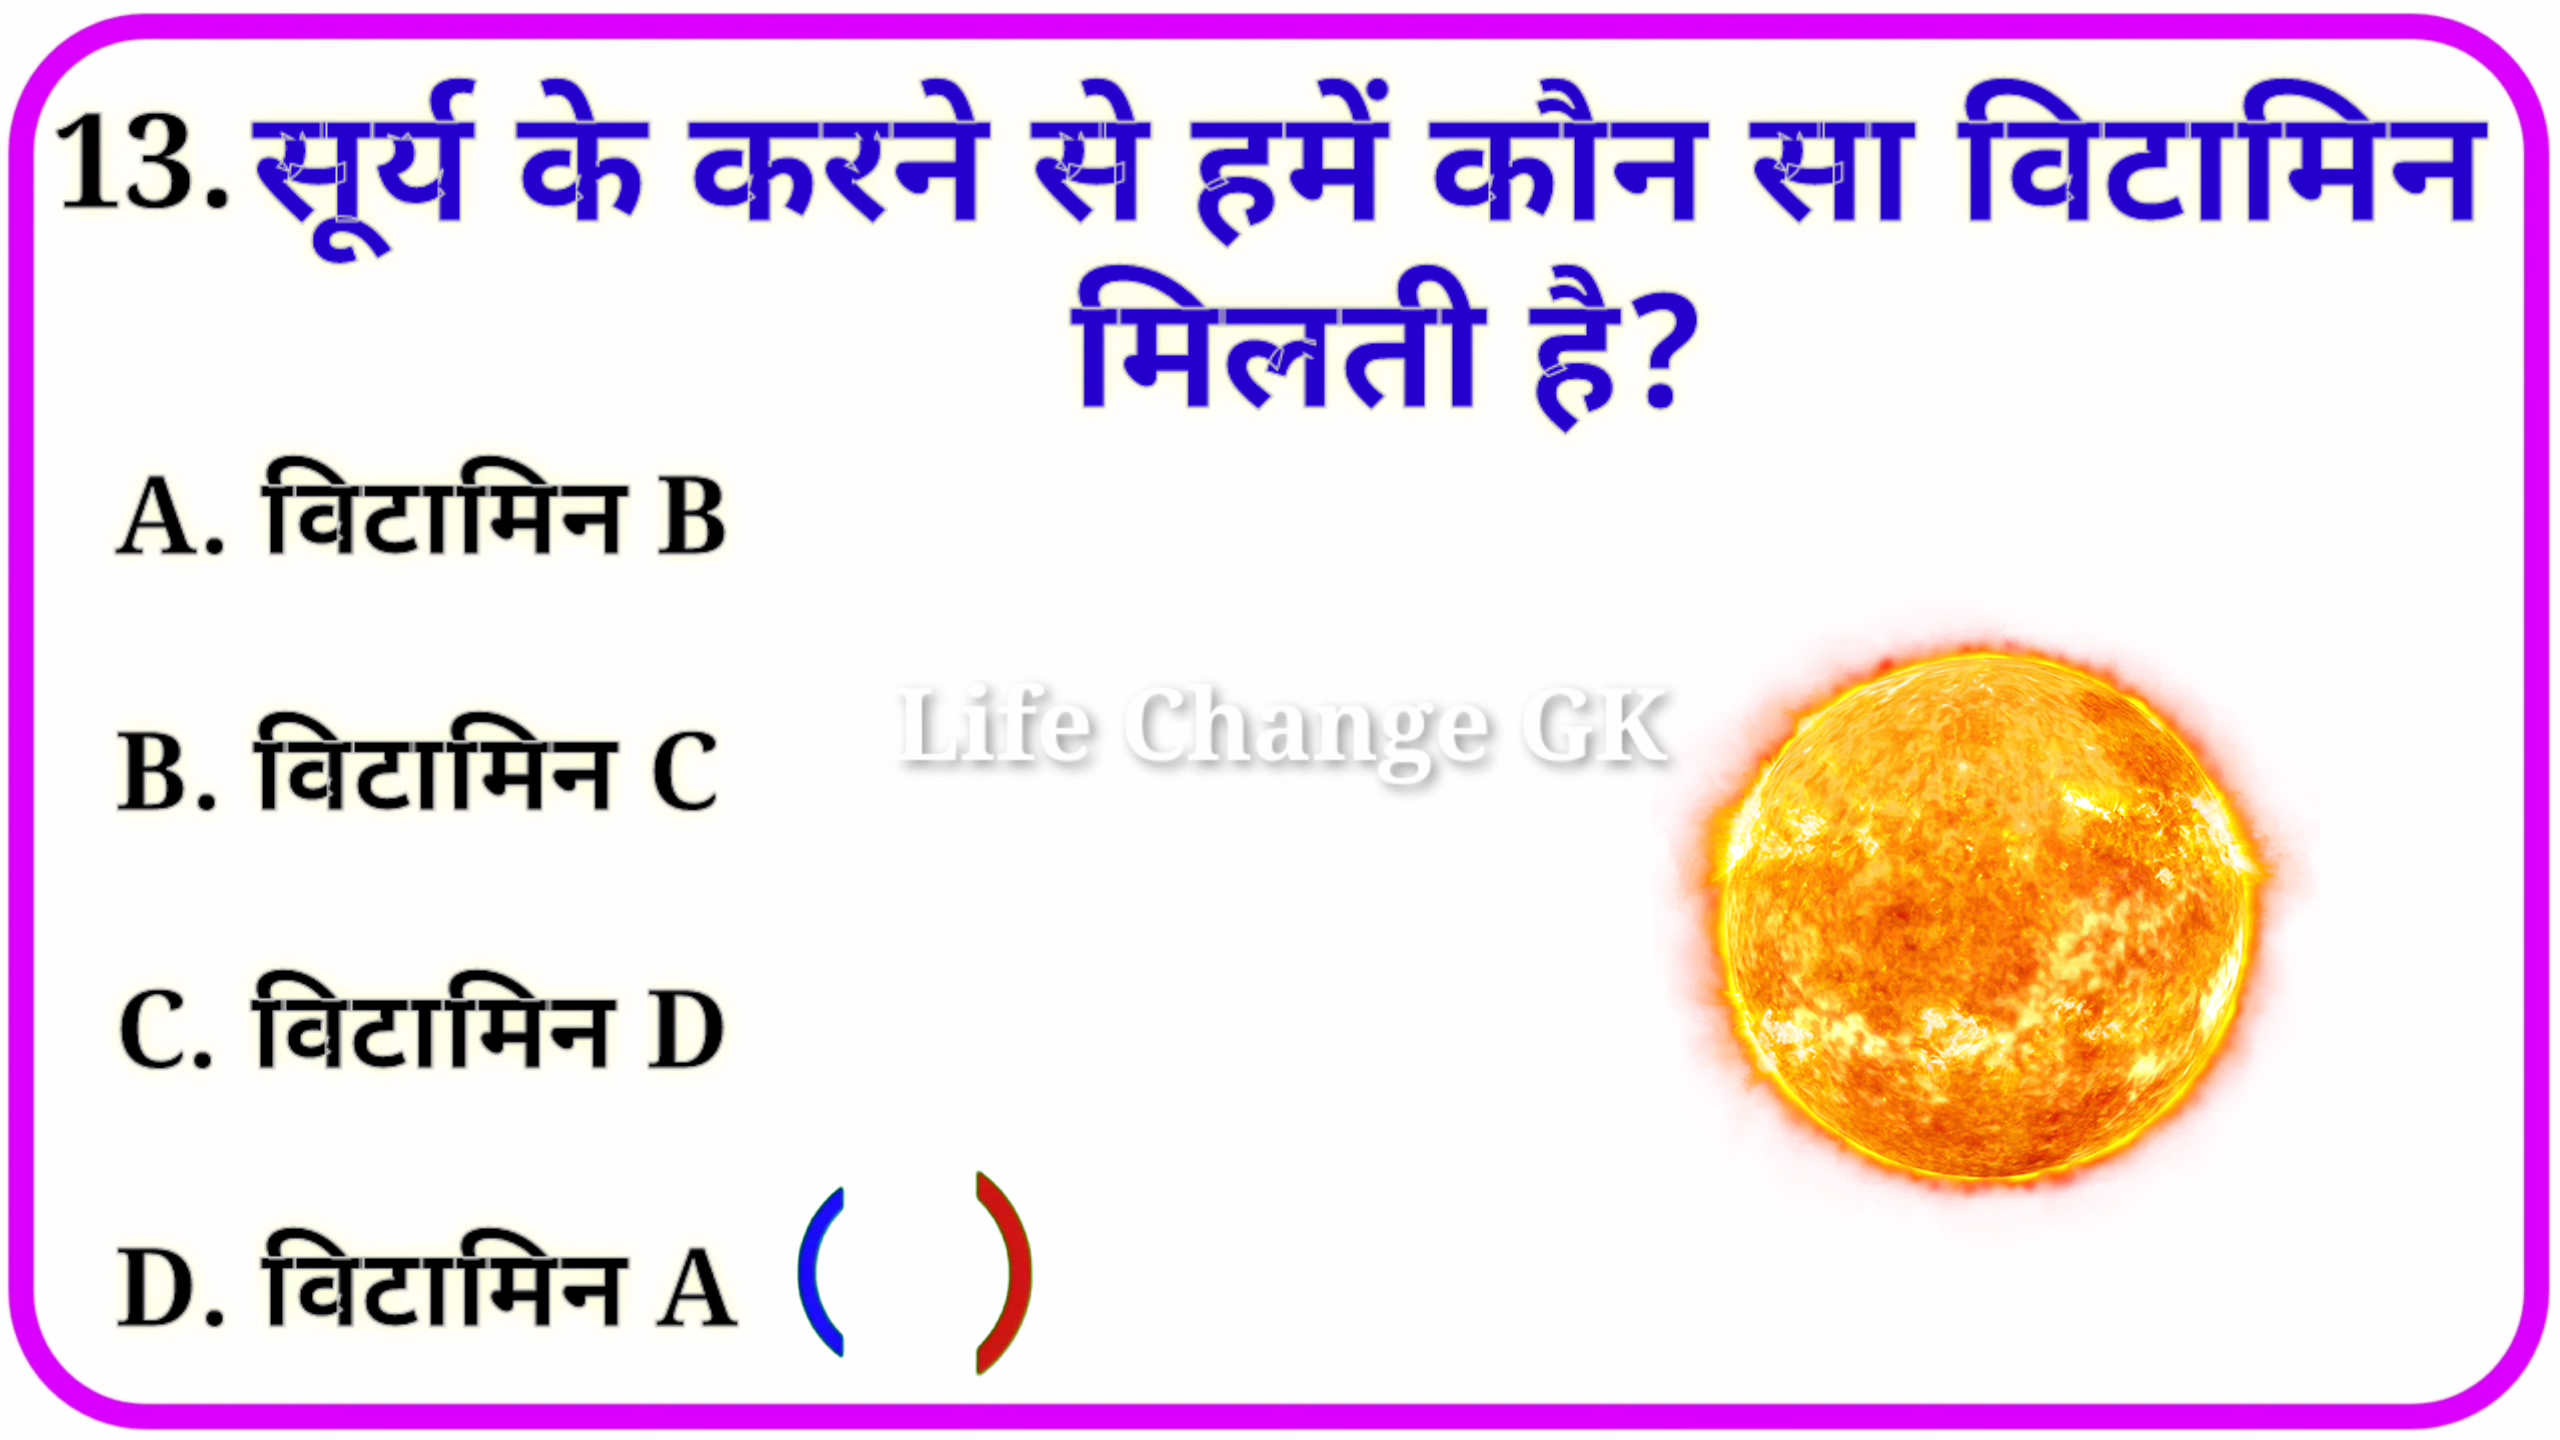 13. सूर्य के करने से हमें कौन सा विटामिन
मिलती है?
A. विटामिन B
B. विटामिन C
Life Change GK
C. विटामिन D
D. विटामिन A ( )